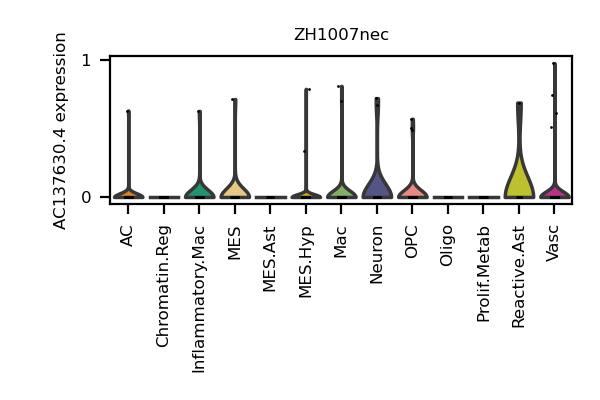 ZH1007nec
AC137630.4 expression
1
0
AC
Chromatin.Reg
Inflammatory.Mac
MES
MES.Ast
MES.Hyp
Mac
Neuron
OPC
Oligo
Prolif.Metab
Reactive.Ast
Vasc